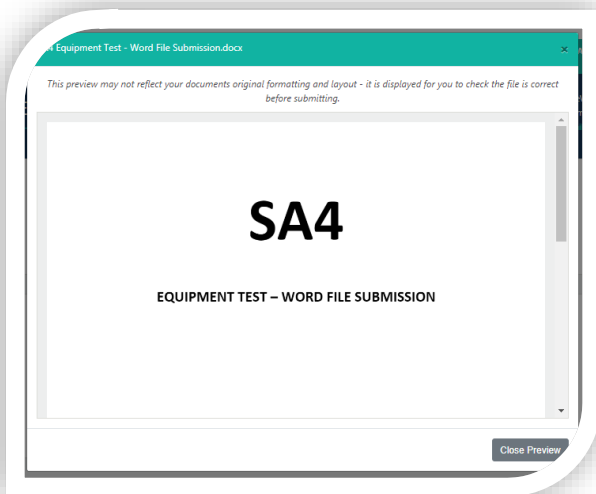 4 Equipment Test - Word File Submission.docx ×
This preview may not reflect your documents original formatting and layout - it is displayed for you to check the file is correct
before submitting.
SA4
EQUIPMENT TEST – WORD FILE SUBMISSION
Close Preview